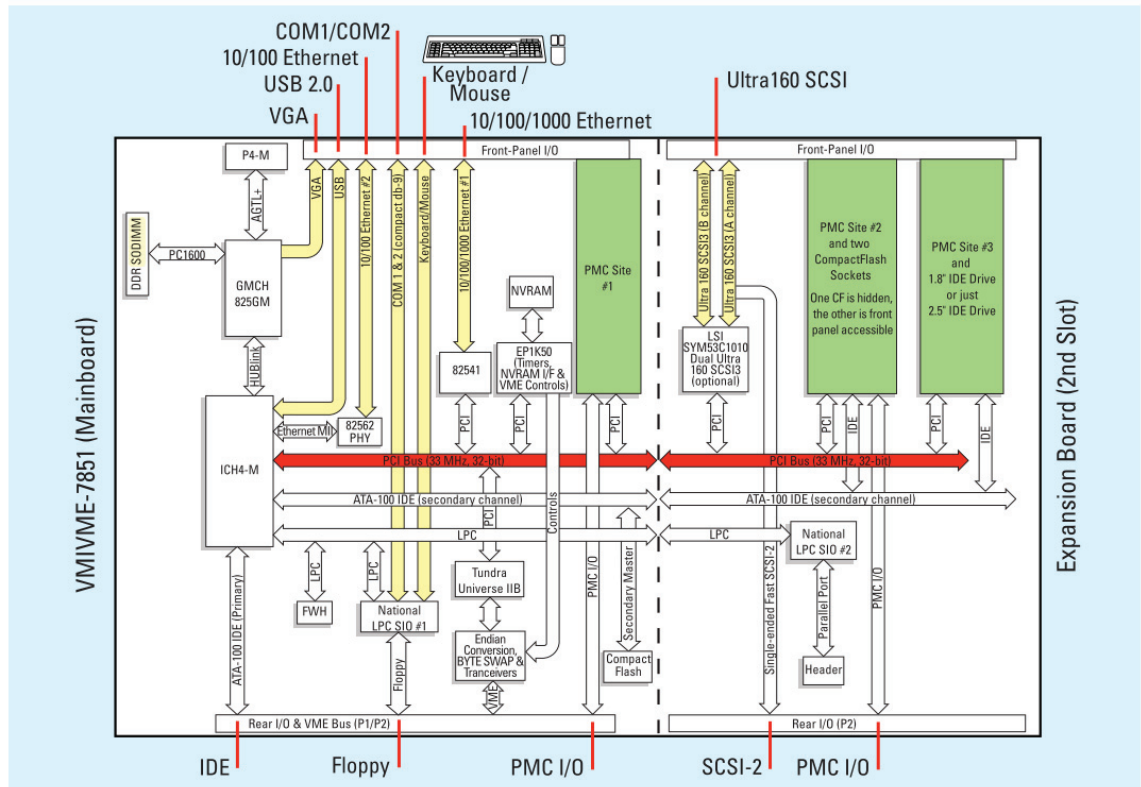 COM1/COM2
10/100 Ethernet
USB 2.0
VGA
Keyboard /
Mouse
10/100/1000 Ethernet
Ultra160 SCSI
VMIVME-7851 (Mainboard)
Expansion Board (2nd Slot)
Front-Panel I/O
P4-M
AGTL+
DDR SODIMM
PC1600
GMCH
825GM
HUBlink
VGA
USB
10/100 Ethernet #2
COM 1 & 2 (compact db-9)
Keyboard/Mouse
10/100/1000 Ethernet #1
82541
PCI
NVRAM
EP1K50
(Timers,
NVRAM I/F &
VME Controls)
PCI
PMC Site
#1
PCI
ICH4-M
Ethernet MII
82562
PHY
PCI Bus (33 MHz, 32-bit)
ATA-100 IDE (secondary channel)
LPC
PCI
Controls
LPC
FWH
LPC
National
LPC SIO #1
Tundra
Universe IIB
Endian
Conversion,
BYTE SWAP &
Tranceivers
VME
ATA-100 IDE (Primary)
Floppy
PMC I/O
Secondary Master
Compact
Flash
Rear I/O & VME Bus (P1/P2)
IDE
Floppy
PMC I/O
Front-Panel I/O
Ultra 160 SCSI3 (B channel)
Ultra 160 SCSI3 (A channel)
LSI
SYM53C1010
Dual Ultra
160 SCSI3
(optional)
PCI
PMC Site #2
and two
CompactFlash
Sockets
One CF is hidden,
the other is front
panel accessible
PCI
IDE
PMC Site #3
and
1.8" IDE Drive
or just
2.5" IDE Drive
PCI
IDE
PCI Bus (33 MHz, 32-bit)
ATA-100 IDE (secondary channel)
LPC
National
LPC SIO #2
Parallel Port
Header
Single-ended Fast SCSI-2
PMC I/O
Rear I/O (P2)
SCSI-2
PMC I/O